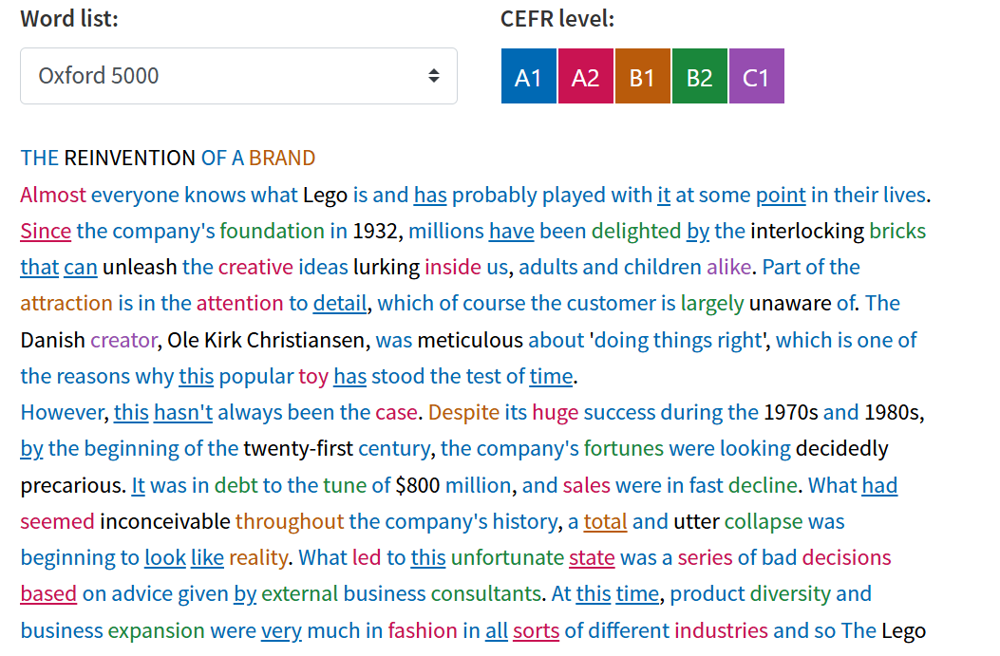 Word list:
CEFR level:
Oxford 5000
A1 A2 B1 B2 C1
THE REINVENTION OF A BRAND
Almost everyone knows what Lego is and has probably played with it at some point in their lives.
Since the company's foundation in 1932, millions have been delighted by the interlocking bricks
that can unleash the creative ideas lurking inside us, adults and children alike. Part of the
attraction is in the attention to detail, which of course the customer is largely unaware of. The
Danish creator, Ole Kirk Christiansen, was meticulous about 'doing things right', which is one of
the reasons why this popular toy has stood the test of time.
However, this hasn't always been the case. Despite its huge success during the 1970s and 1980s,
by the beginning of the twenty-first century, the company's fortunes were looking decidedly
precarious. It was in debt to the tune of $800 million, and sales were in fast decline. What had
seemed inconceivable throughout the company's history, a total and utter collapse was
beginning to look like reality. What led to this unfortunate state was a series of bad decisions
based on advice given by external business consultants. At this time, product diversity and
business expansion were very much in fashion in all sorts of different industries and so The Lego